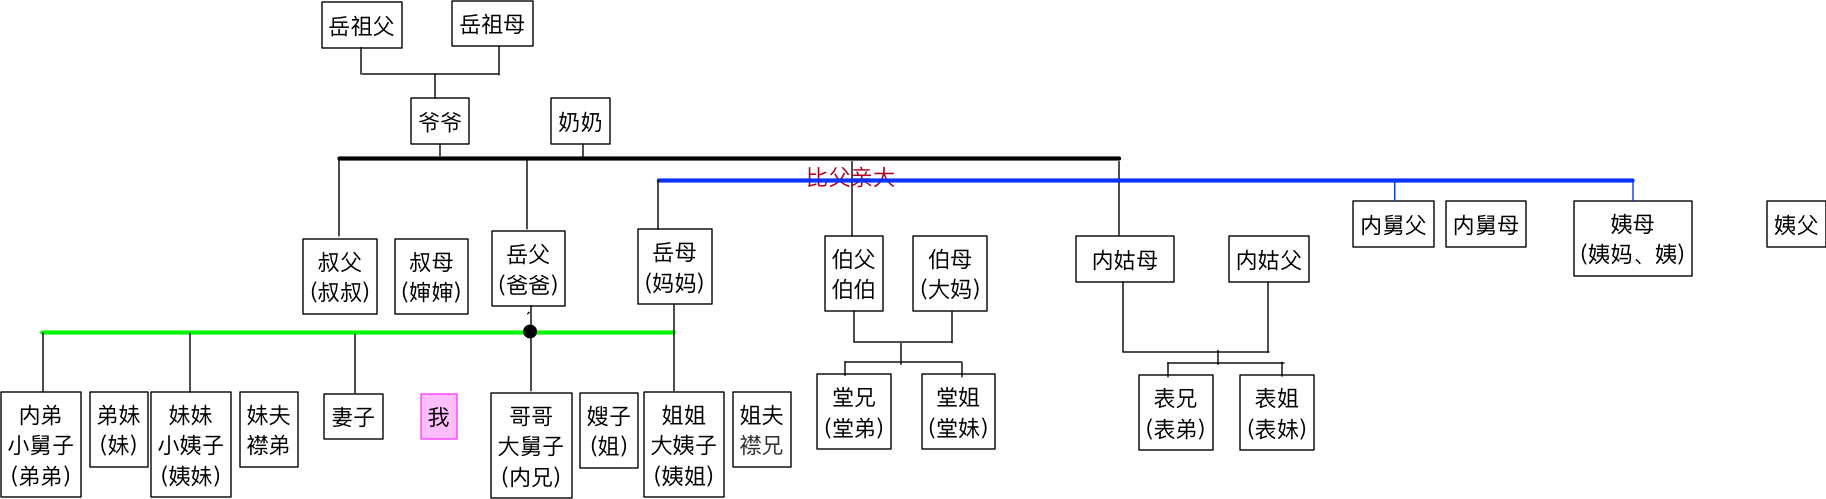 岳祖父
岳祖母
爷爷
奶奶
比父亲大
叔父
(叔叔)
叔母
(婶婶)
岳父
(爸爸)
岳母
(妈妈)
伯父
伯伯
伯母
(大妈)
内姑母
内姑父
内舅父
内舅母
姨母
(姨妈、姨)
姨父
内弟
小舅子
(弟弟)
弟妹
(妹)
妹妹
小姨子
(姨妹)
妹夫
襟弟
妻子
我
哥哥
大舅子
(内兄)
嫂子
(姐)
姐姐
大姨子
(姨姐)
姐夫
襟兄
堂兄
(堂弟)
堂姐
(堂妹)
表兄
(表弟)
表姐
(表妹)